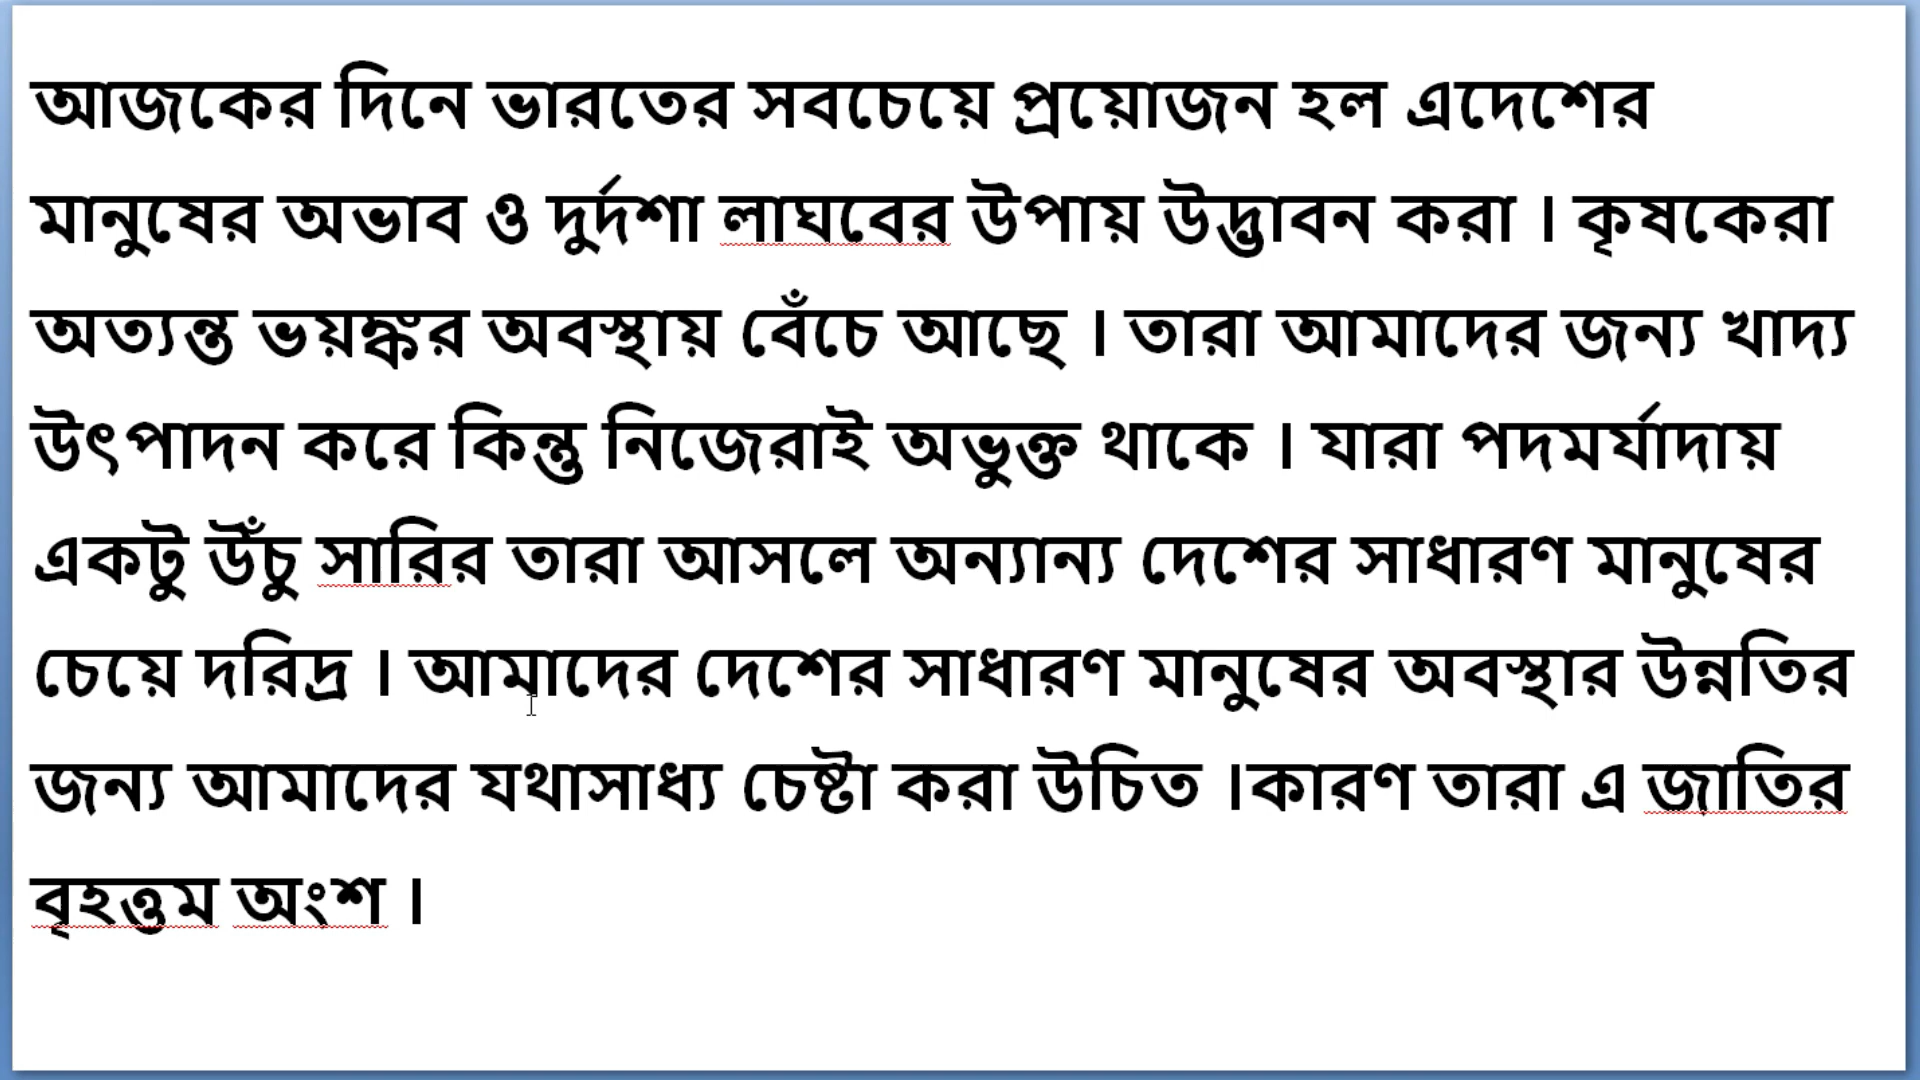 আজকের দিনে ভারতের সবচেয়ে প্রয়োজন হল এদেশের
মানুষের অভাব ও দুর্দশা লাঘবের উপায় উদ্ভাবন করা । কৃষকেরা
অত্যন্ত ভয়ঙ্কর অবস্থায় বেঁচে আছে । তারা আমাদের জন্য খাদ্য
উৎপাদন করে কিন্তু নিজেরাই অভুক্ত থাকে । যারা পদমর্যাদায়
একটু উঁচু সারির তারা আসলে অন্যান্য দেশের সাধারণ মানুষের
চেয়ে দরিদ্র । আমাদের দেশের সাধারণ মানুষের অবস্থার উন্নতির
জন্য আমাদের যথাসাধ্য চেষ্টা করা উচিত ।কারণ তারা এ জাতির
বৃহত্তম অংশ ।